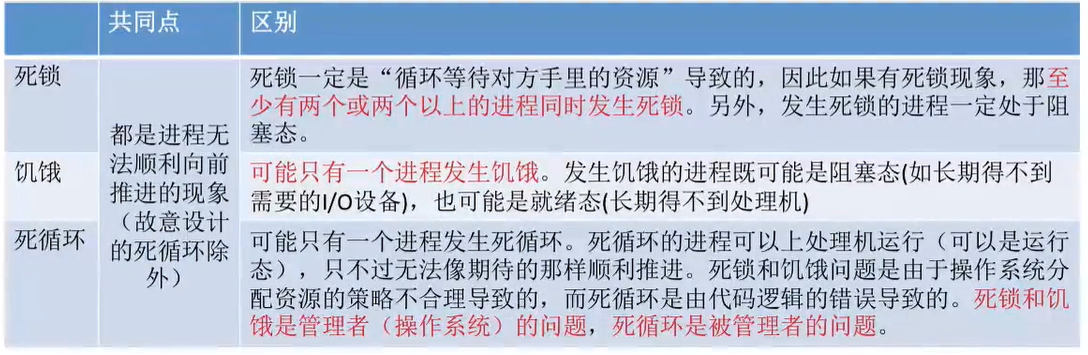 共同点
区别
死锁
死锁一定是“循环等待对方手里的资源”导致的，因此如果有死锁现象，那至
少有两个或两个以上的进程同时发生死锁。另外，发生死锁的进程一定处于阻
塞态。
都是进程无
法顺利向前
推进的现象
（故意设计
的死循环除
外）
饥饿
可能只有一个进程发生饥饿。发生饥饿的进程既可能是阻塞态(如长期得不到
需要的I/O设备)，也可能是就绪态(长期得不到处理机)
死循环
可能只有一个进程发生死循环。死循环的进程可以上处理机运行（可以是运行
态），只不过无法像期待的那样顺利推进。死锁和饥饿问题是由于操作系统分
配资源的策略不合理导致的，而死循环是由代码逻辑的错误导致的。死锁和饥
饿是管理者（操作系统）的问题，死循环是被管理者的问题。